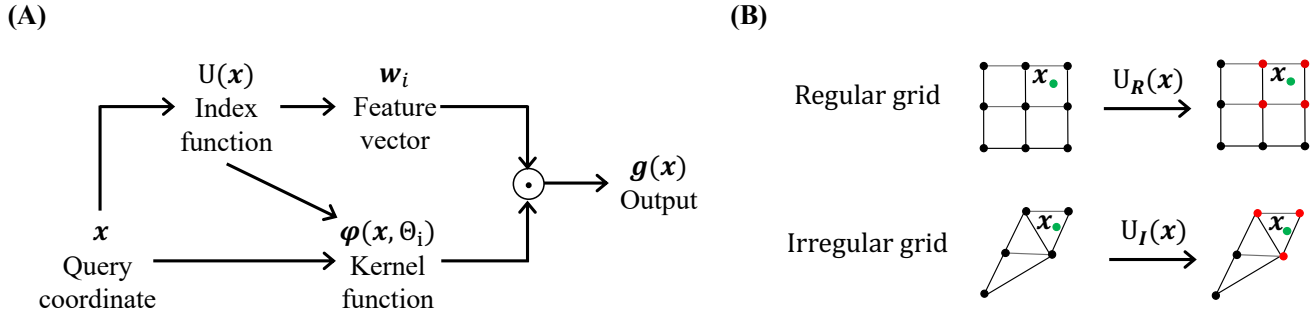 (A)
U(x)
Index
function
w_i
Feature
vector
g(x)
Output
x
Query
coordinate
φ(x, Θ_i)
Kernel
function
(B)
Regular grid
x
U_R(x)
x
Irregular grid
x
U_I(x)
x